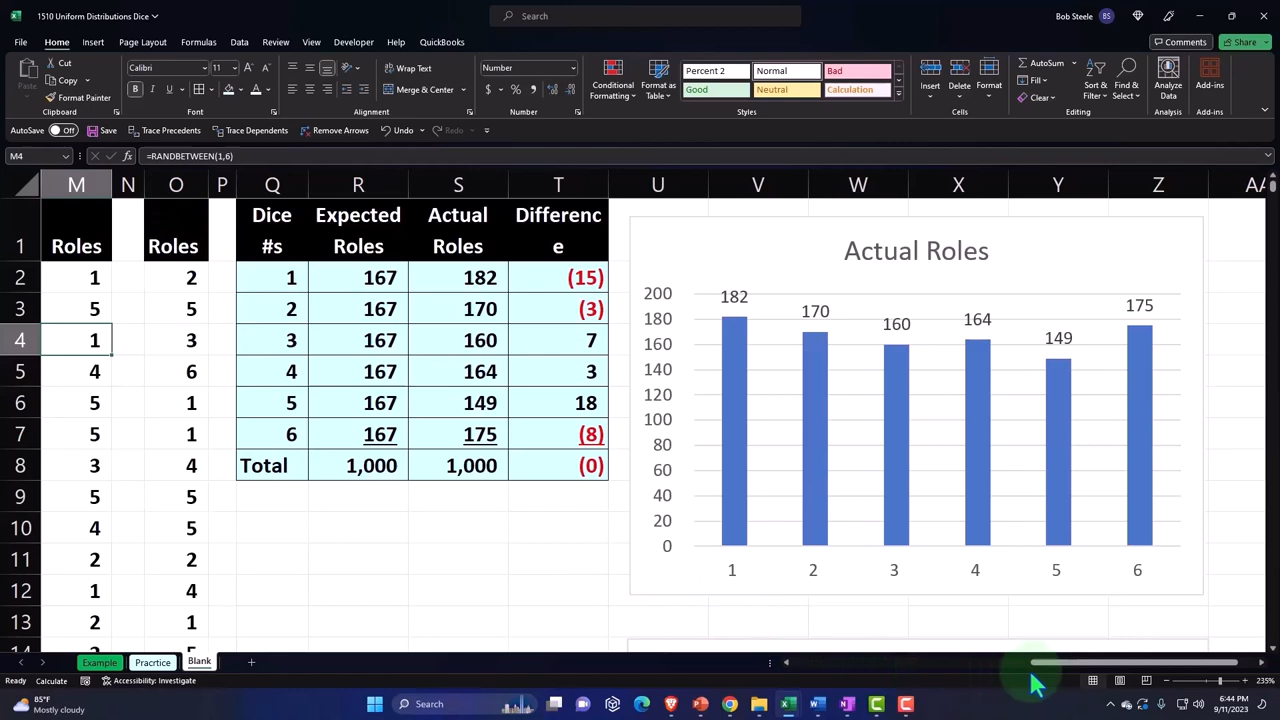 1510 Uniform Distributions Dice
Search
Bob Steele BS
File Home Insert Page Layout Formulas Data Review View Developer Help QuickBooks Comments Share
Paste Cut Copy Format Painter Clipboard
Calibri 11 Font
Wrap Text Merge & Center Alignment
Number Number
Conditional Formatting Format as Table
Percent 2 Normal Bad
Good Neutral Calculation
Styles
Insert Delete Format Cells
AutoSum Fill Clear Sort & Filter Find & Select Editing
Analyze Data Analysis
Add-ins Add-ins
AutoSave Off Save Trace Precedents Trace Dependents Remove Arrows Undo Redo
M4 fx =RANDBETWEEN(1,6)
M N O P Q R S T U V W X Y Z AA
1 Roles Roles Dice #s Expected Roles Actual Roles Differenc e
2 1 2 1 167 182 (15)
3 5 5 2 167 170 (3)
4 1 3 3 167 160 7
5 4 6 4 167 164 3
6 5 1 5 167 149 18
7 5 1 6 167 175 (8)
8 3 4 Total 1,000 1,000 (0)
9 5 5
10 4 5
11 2 2
12 1 4
13 2 1
Actual Roles
200
180
160
140
120
100
80
60
40
20
0
182 170 160 164 149 175
1 2 3 4 5 6
Example Pracrtice Blank
Ready Calculate Accessibility: Investigate 235%
85°F
Mostly cloudy
Search
6:44 PM
9/11/2023